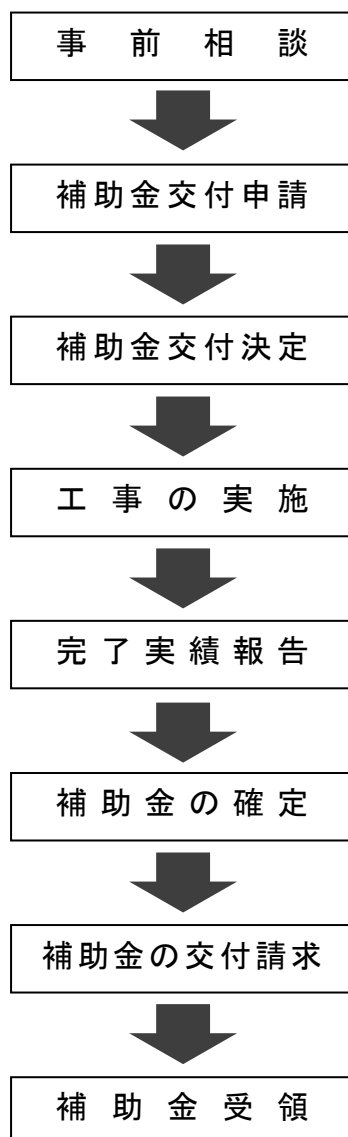 事前相談
補助金交付申請
補助金交付決定
工事の実施
完了実績報告
補助金の確定
補助金の交付請求
補助金受領